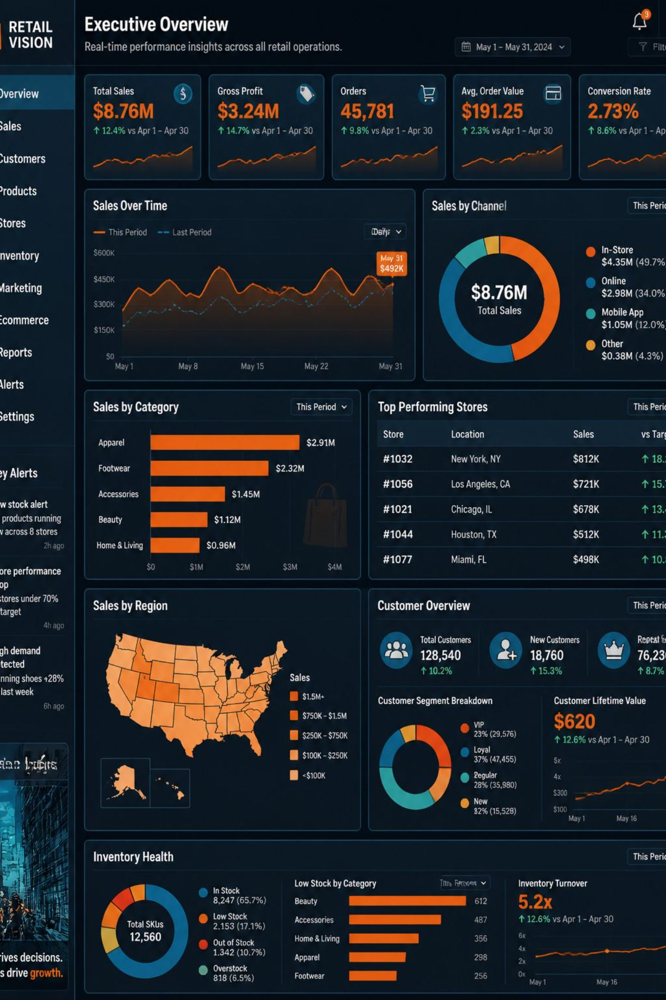 RETAIL
VISION
Overview
Sales
Customers
Products
Stores
nventory
Marketing
Ecommerce
Reports
Alerts
Settings
ey Alerts
w stock alert
products running
w across 8 stores
2h ago
ore performance
op
stores under 70%
target
4h ago
gh demand
tected
nning shoes +28%
last week
6h ago
rives decisions.
s drive growth.
Executive Overview
Real-time performance insights across all retail operations.
3
May 1 – May 31, 2024
Filt
Total Sales
$8.76M
↑ 12.4% vs Apr 1 – Apr 30
Gross Profit
$3.24M
↑ 14.7% vs Apr 1 – Apr 30
Orders
45,781
↑ 9.8% vs Apr 1 – Apr 30
Avg. Order Value
$191.25
↑ 2.3% vs Apr 1 – Apr 30
Conversion Rate
2.73%
↑ 8.6% vs Apr 1 – Ap
Sales Over Time
This Period
Last Period
Daily
$600K
$450K
$300K
$150K
$0
May 31
$492K
May 1
May 8
May 15
May 22
May 31
Sales by Channel
This Peri
$8.76M
Total Sales
In-Store
$4.35M (49.7%
Online
$2.98M (34.0%
Mobile App
$1.05M (12.0%
Other
$0.38M (4.3%)
Sales by Category
This Period
Apparel
$2.91M
Footwear
$2.32M
Accessories
$1.45M
Beauty
$1.12M
Home & Living
$0.96M
$0
$1M
$2M
$3M
$4M
Top Performing Stores
This Peri
Store
Location
Sales
vs Tar
#1032
New York, NY
$812K
↑ 18.
#1056
Los Angeles, CA
$721K
↑ 15.
#1021
Chicago, IL
$678K
↑ 13.
#1044
Houston, TX
$512K
↑ 11.
#1077
Miami, FL
$498K
↑ 10.
Sales by Region
Sales
$1.5M+
$750K – $1.5M
$250K – $750K
$100K – $250K
<$100K
Customer Overview
This Peri
Total Customers
128,540
↑ 10.2%
New Customers
18,760
↑ 15.3%
Repeat
76,23
↑ 8.7%
Customer Segment Breakdown
VIP
23% (29,576)
Loyal
37% (47,455)
Regular
28% (35,980)
New
32% (15,528)
Customer Lifetime Value
$620
↑ 12.6% vs Apr 1 – Apr 30
$x
4x
$300
$100
May 1
May 16
Inventory Health
This Peri
Total SKUs
12,560
In Stock
8,247 (65.7%)
Low Stock
2.153 (17.1%)
Out of Stock
1.342 (10.7%)
Overstock
818 (6.5%)
Low Stock by Category
Beauty
612
Accessories
487
Home & Living
356
Apparel
298
Footwear
256
Inventory Turnover
5.2x
↑ 12.6% vs Apr 1 – Apr 30
6x
4x
2x
0x
May 1
May 16